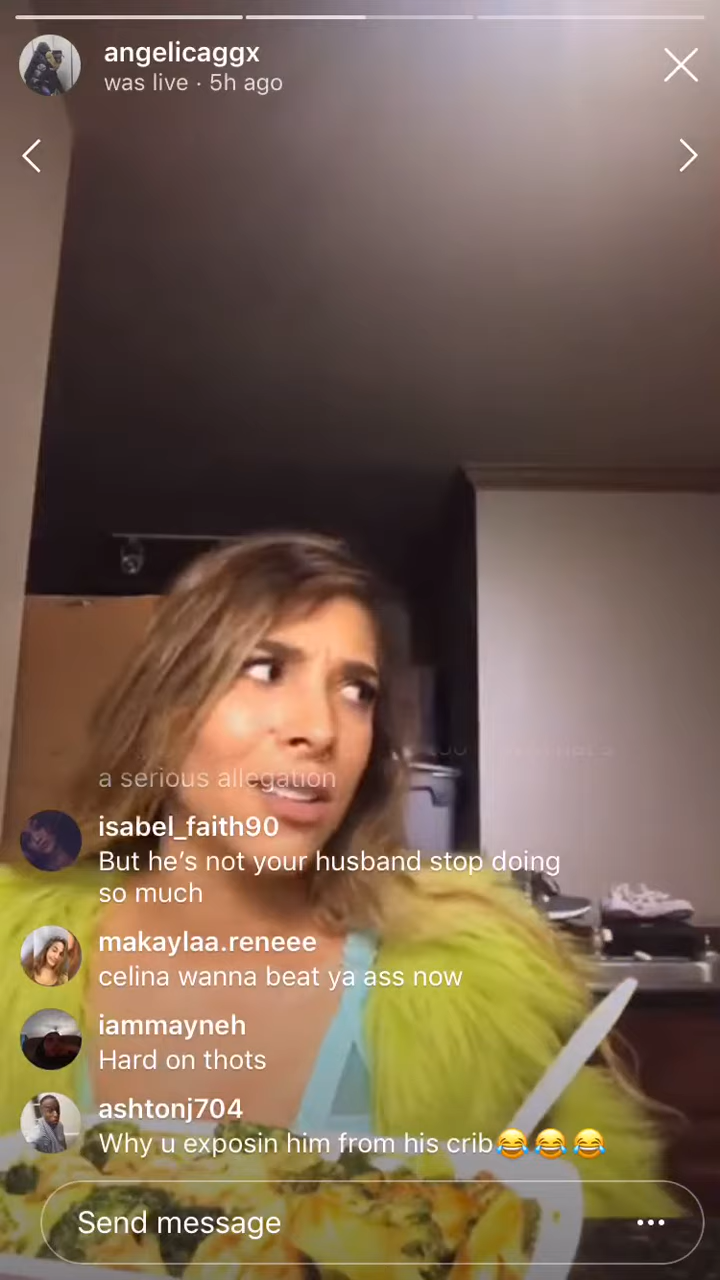 angelicaggx
was live · 5h ago
a serious allegation
isabel_faith90
But he’s not your husband stop doing
so much
makaylaa.reneee
celina wanna beat ya ass now
iammayneh
Hard on thots
ashtonj704
Why u exposin him from his crib😂😂😂
Send message